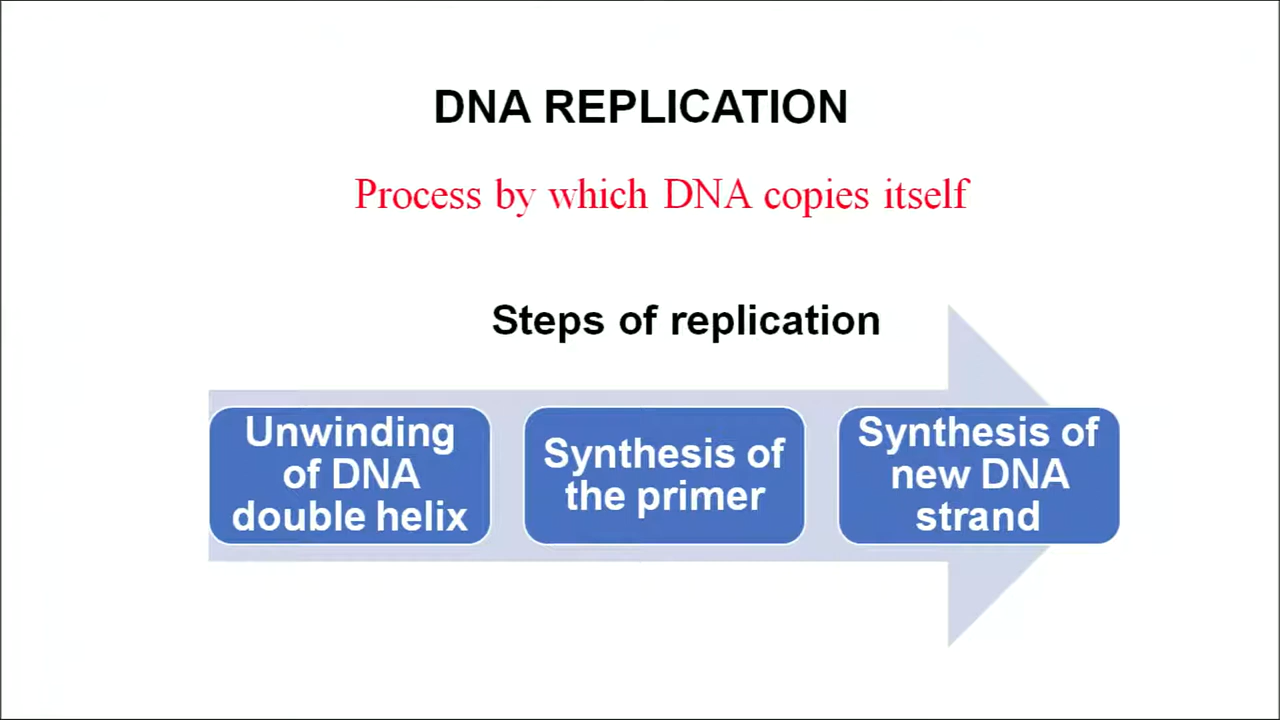 DNA REPLICATION
Process by which DNA copies itself
Steps of replication
Unwinding
of DNA
double helix
Synthesis of
the primer
Synthesis of
new DNA
strand